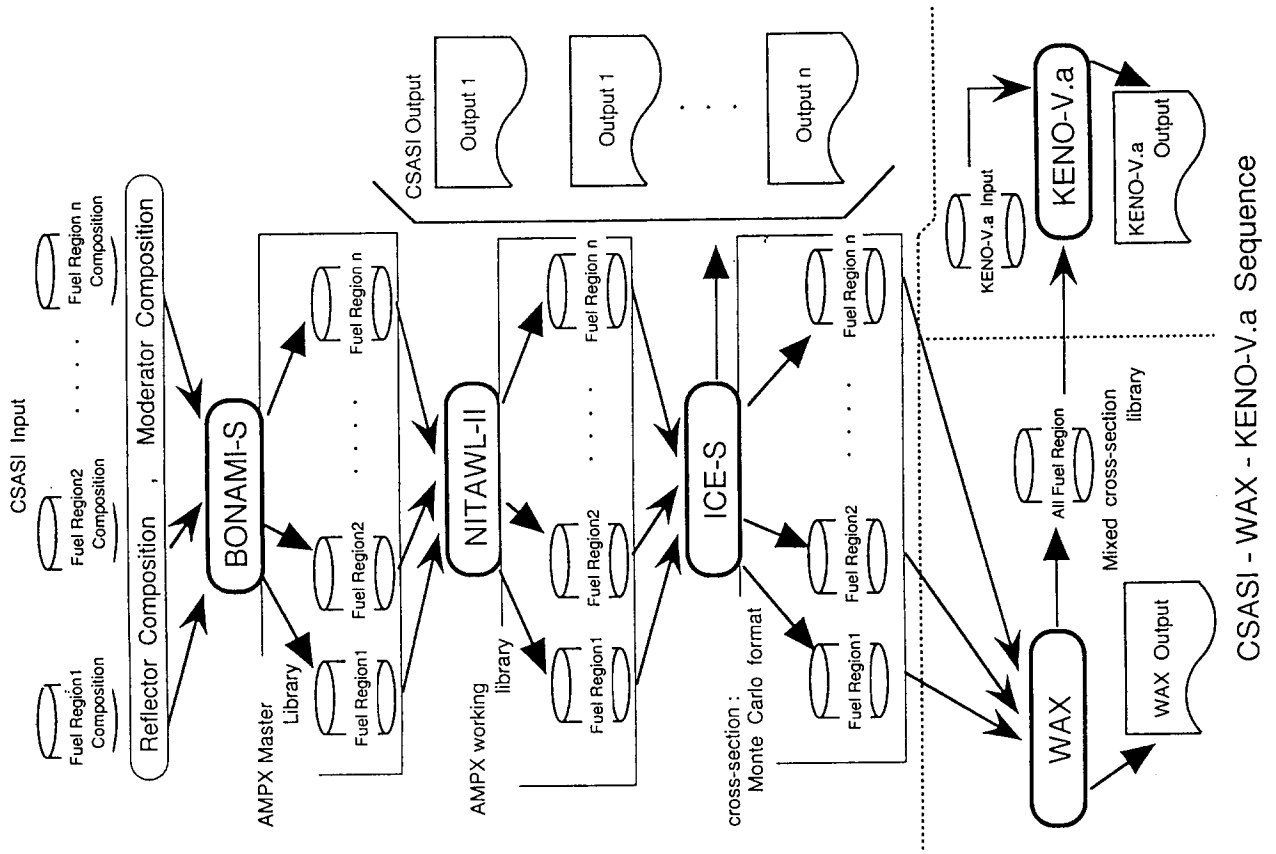 CSASI Input
Fuel Region1
Composition
Fuel Region2
Composition
. . . .
Fuel Region n
Composition
Reflector Composition , Moderator Composition
BONAMI-S
AMPX Master
Library
Fuel Region1
Fuel Region2
. . . .
Fuel Region n
NITAWL-II
AMPX working
library
Fuel Region1
Fuel Region2
. . . .
Fuel Region n
ICE-S
cross-section :
Monte Carlo format
Fuel Region1
Fuel Region2
. . . .
Fuel Region n
CSASI Output
Output 1
Output 1
. . . .
Output n
WAX
WAX Output
All Fuel Region
Mixed cross-section
library
KENO-V.a Input
KENO-V.a
KENO-V.a
Output
CSASI - WAX - KENO-V.a Sequence